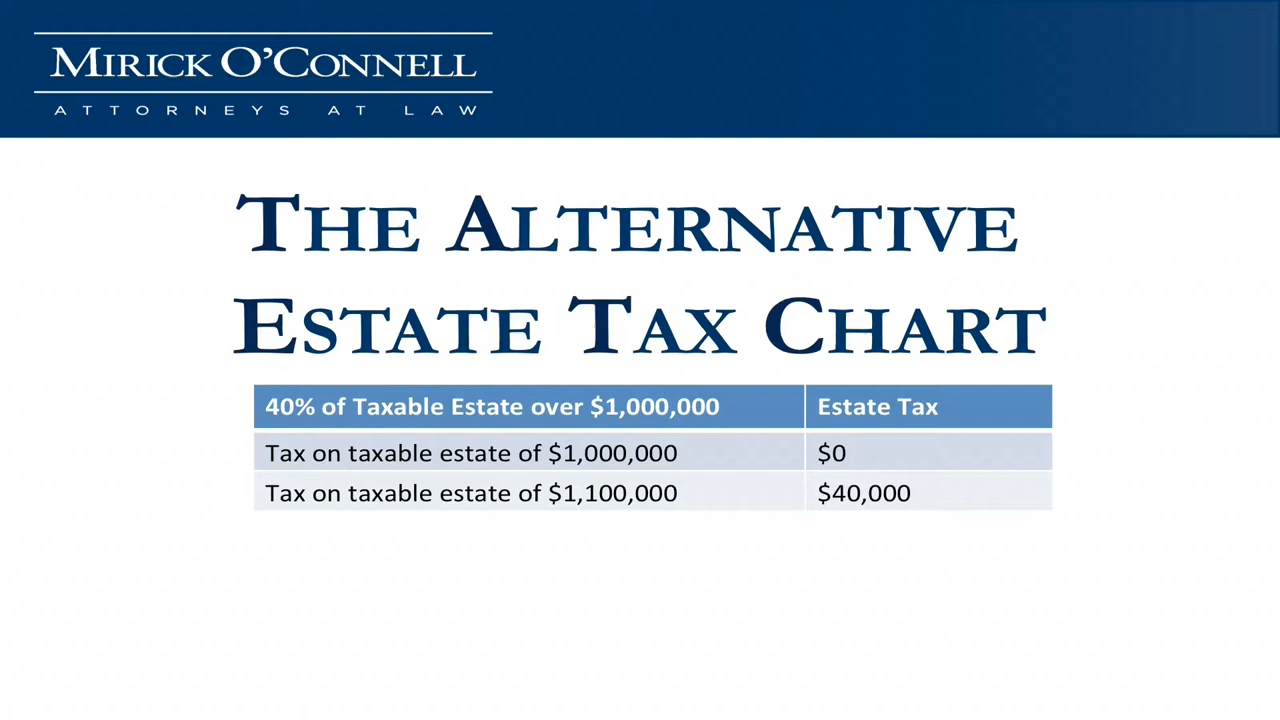 MIRICK O'CONNELL
ATTORNEYS AT LAW
THE ALTERNATIVE
ESTATE TAX CHART
40% of Taxable Estate over $1,000,000 Estate Tax
Tax on taxable estate of $1,000,000 $0
Tax on taxable estate of $1,100,000 $40,000